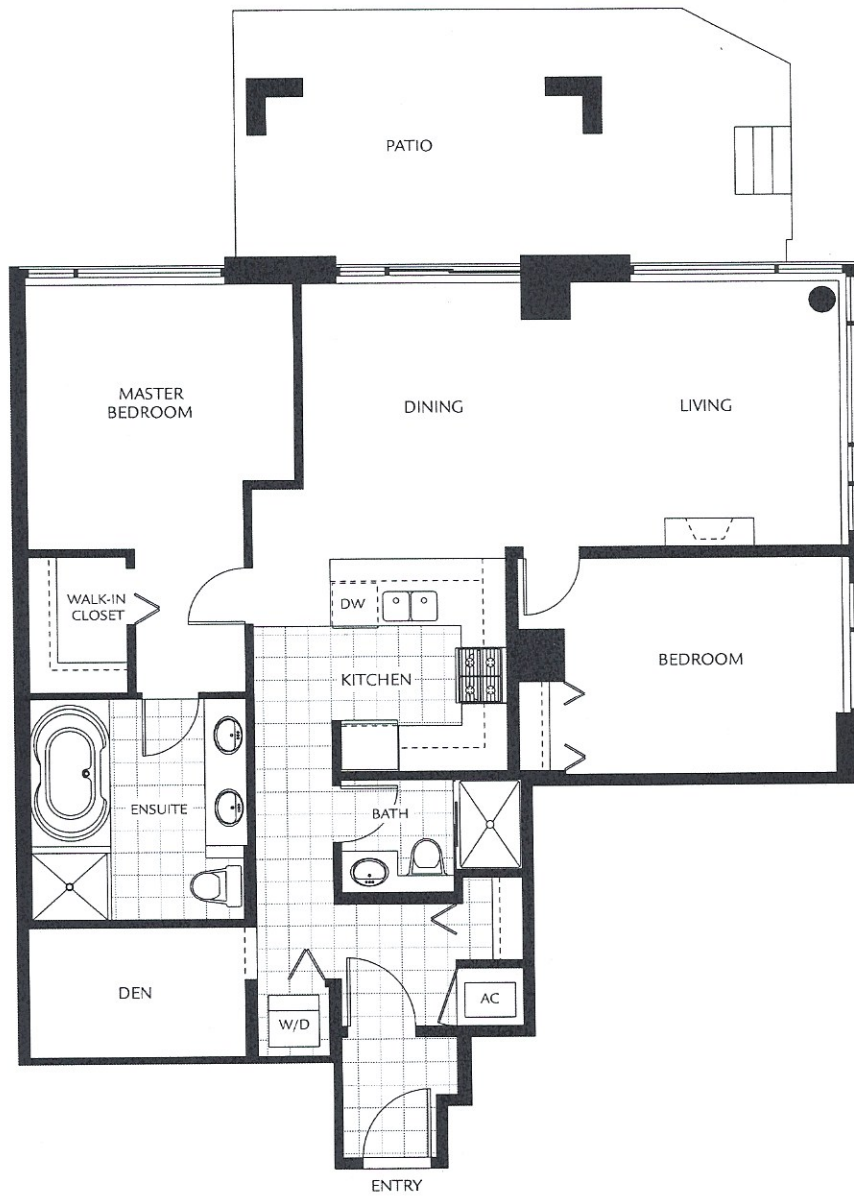 PATIO
MASTER
BEDROOM
DINING
LIVING
WALK-IN
CLOSET
DW
KITCHEN
BEDROOM
ENSUITE
BATH
DEN
W/D
AC
ENTRY